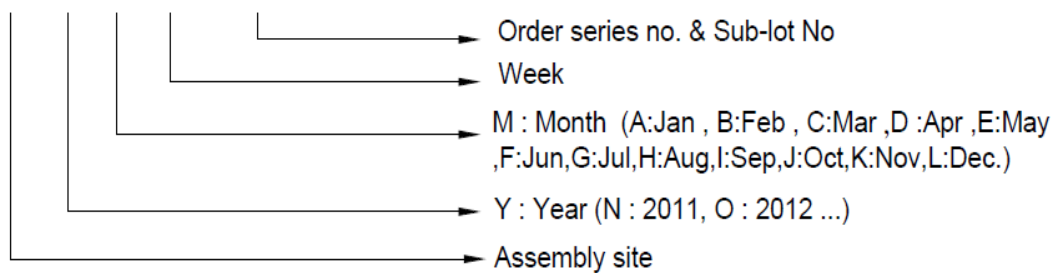 Order series no. & Sub-lot No
Week
M : Month (A:Jan , B:Feb , C:Mar ,D :Apr ,E:May
,F:Jun,G:Jul,H:Aug,I:Sep,J:Oct,K:Nov,L:Dec.)
Y : Year (N : 2011, O : 2012 ...)
Assembly site